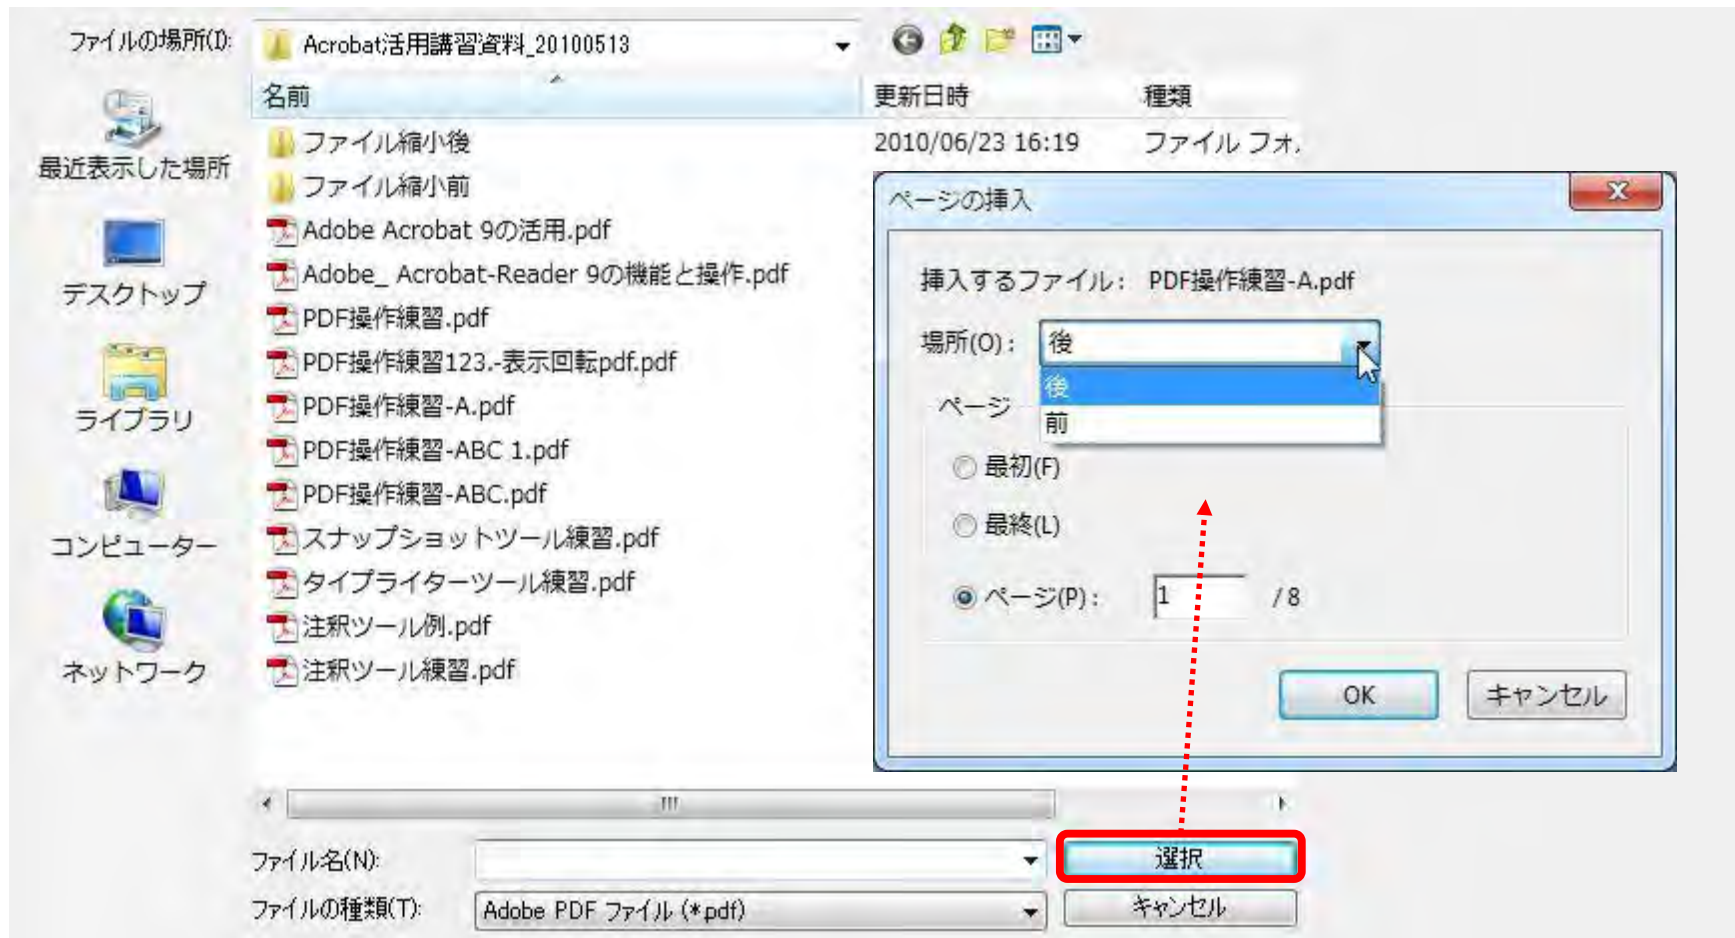 ファイルの場所(I):
Acrobat活用講習資料_20100513
名前
更新日時
種類
最近表示した場所
デスクトップ
ライブラリ
コンピューター
ネットワーク
ファイル縮小後
2010/06/23 16:19
ファイル フォ
ファイル縮小前
Adobe Acrobat 9の活用.pdf
Adobe_ Acrobat-Reader 9の機能と操作.pdf
PDF操作練習.pdf
PDF操作練習123.-表示回転pdf.pdf
PDF操作練習-A.pdf
PDF操作練習-ABC 1.pdf
PDF操作練習-ABC.pdf
スナップショットツール練習.pdf
タイプライターツール練習.pdf
注釈ツール例.pdf
注釈ツール練習.pdf
ページの挿入
挿入するファイル: PDF操作練習-A.pdf
場所(O): 後
後
前
ページ
最初(F)
最終(L)
ページ(P): 1 / 8
OK
キャンセル
ファイル名(N):
選択
ファイルの種類(T):
Adobe PDF ファイル (*.pdf)
キャンセル